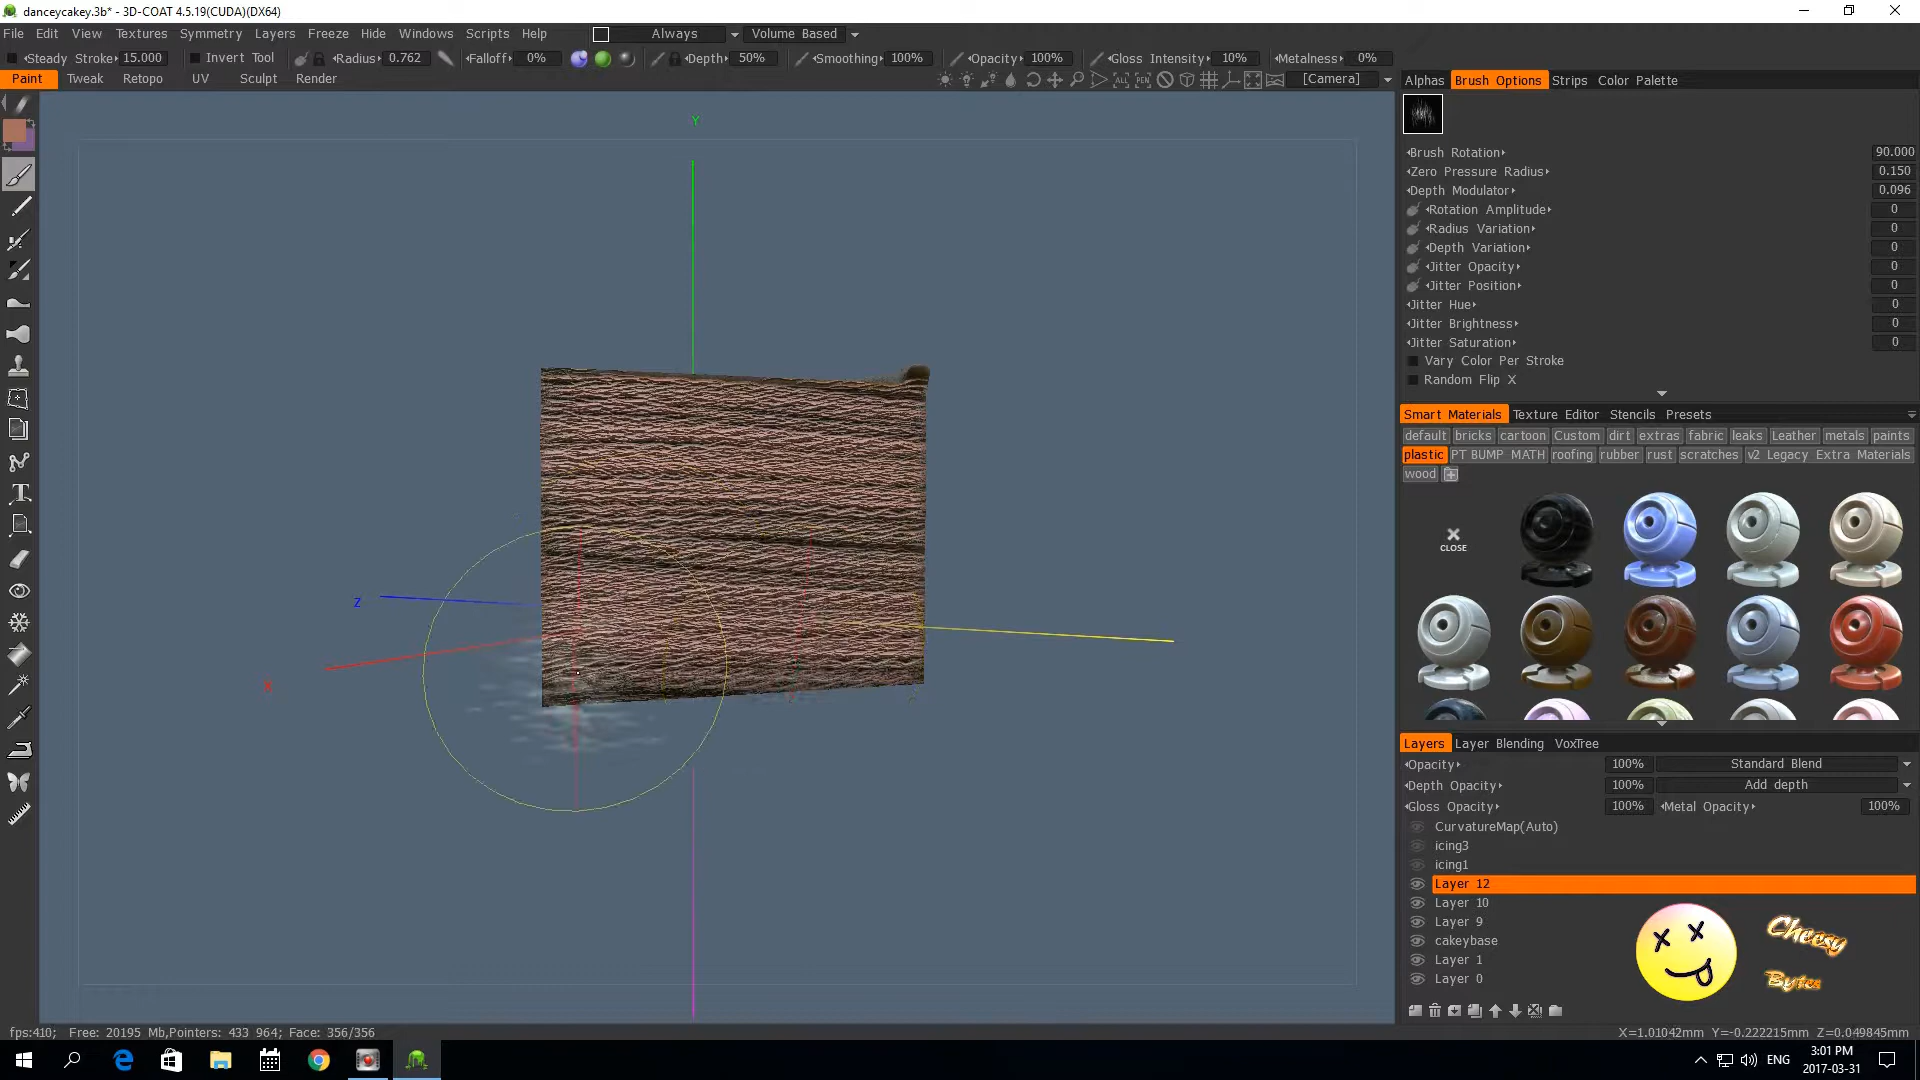 danceycakey.3b* - 3D-COAT 4.5.19(CUDA)(DX64)
File Edit View Textures Symmetry Layers Freeze Hide Windows Scripts Help Always Volume Based
Steady Stroke 15.000 Invert Tool Radius 0.762 Falloff 0% Depth 50% Smoothing 100% Opacity 100% Gloss Intensity 10% Metalness 0%
Paint Tweak Retopo UV Sculpt Render [Camera]
Alphas Brush Options Strips Color Palette
Brush Rotation 90.000
Zero Pressure Radius 0.150
Depth Modulator 0.096
Rotation Amplitude 0
Radius Variation 0
Depth Variation 0
Jitter Opacity 0
Jitter Position 0
Jitter Hue 0
Jitter Brightness 0
Jitter Saturation 0
Vary Color Per Stroke
Random Flip X
Smart Materials Texture Editor Stencils Presets
default bricks cartoon Custom dirt extras fabric leaks Leather metals paints
plastic PT BUMP MATH roofing rubber rust scratches v2 Legacy Extra Materials
wood
CLOSE
Layers Layer Blending VoxTree
Opacity 100% Standard Blend
Depth Opacity 100% Add depth
Gloss Opacity 100% Metal Opacity 100%
CurvatureMap(Auto)
icing3
icing1
Layer 12
Layer 10
Layer 9
cakeybase
Layer 1
Layer 0
Cheesy
Bytes
Y
Z
X
fps:410; Free: 20195 Mb,Pointers: 433 964; Face: 356/356
X=1.01042mm Y=-0.222215mm Z=0.049845mm
ENG
3:01 PM
2017-03-31